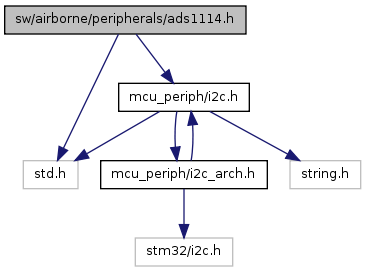 sw/airborne/peripherals/ads1114.h
mcu_periph/i2c.h
std.h
mcu_periph/i2c_arch.h
string.h
stm32/i2c.h